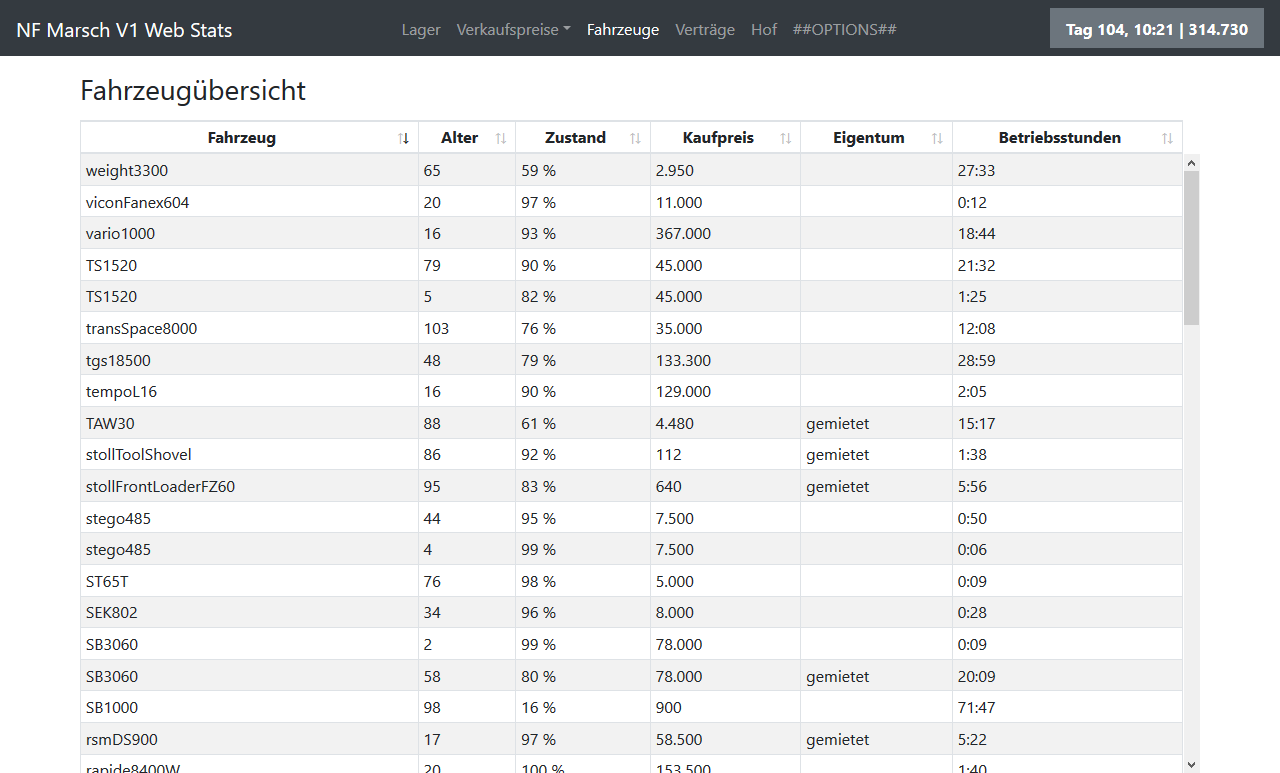 NF Marsch V1 Web Stats Lager Verkaufspreise Fahrzeuge Verträge Hof ##OPTIONS## Tag 104, 10:21 | 314.730
Fahrzeugübersicht
Fahrzeug Alter Zustand Kaufpreis Eigentum Betriebsstunden
weight3300 65 59 % 2.950 27:33
viconFanex604 20 97 % 11.000 0:12
vario1000 16 93 % 367.000 18:44
TS1520 79 90 % 45.000 21:32
TS1520 5 82 % 45.000 1:25
transSpace8000 103 76 % 35.000 12:08
tgs18500 48 79 % 133.300 28:59
tempoL16 16 90 % 129.000 2:05
TAW30 88 61 % 4.480 gemietet 15:17
stollToolShovel 86 92 % 112 gemietet 1:38
stollFrontLoaderFZ60 95 83 % 640 gemietet 5:56
stego485 44 95 % 7.500 0:50
stego485 4 99 % 7.500 0:06
ST65T 76 98 % 5.000 0:09
SEK802 34 96 % 8.000 0:28
SB3060 2 99 % 78.000 0:09
SB3060 58 80 % 78.000 gemietet 20:09
SB1000 98 16 % 900 71:47
rsmDS900 17 97 % 58.500 gemietet 5:22
rapide8400W 20 100 % 153.500 1:40